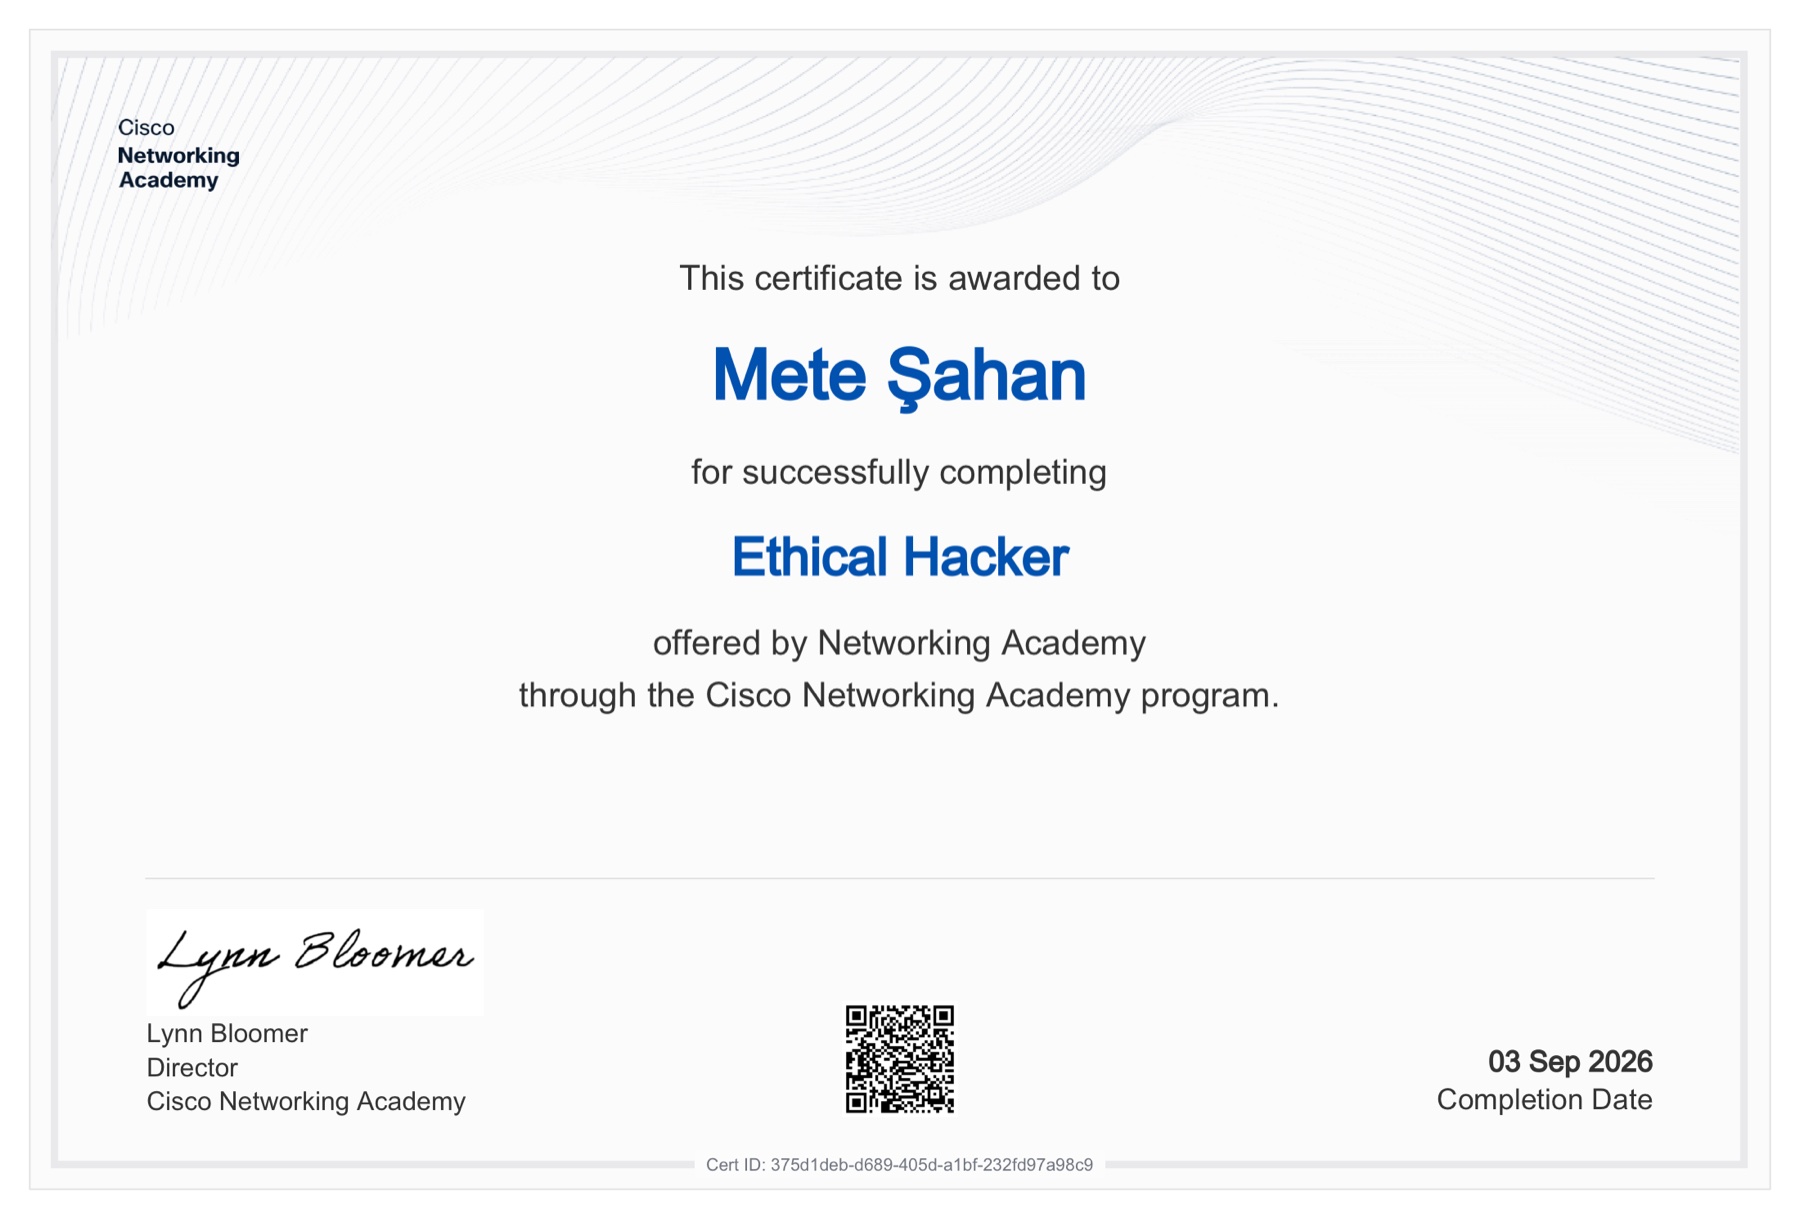 Cisco
Networking
Academy
This certificate is awarded to
Mete Şahan
for successfully completing
Ethical Hacker
offered by Networking Academy
through the Cisco Networking Academy program.
Lynn Bloomer
Lynn Bloomer
Director
Cisco Networking Academy
03 Sep 2026
Completion Date
Cert ID: 375d1deb-d689-405d-a1bf-232fd97a98c9